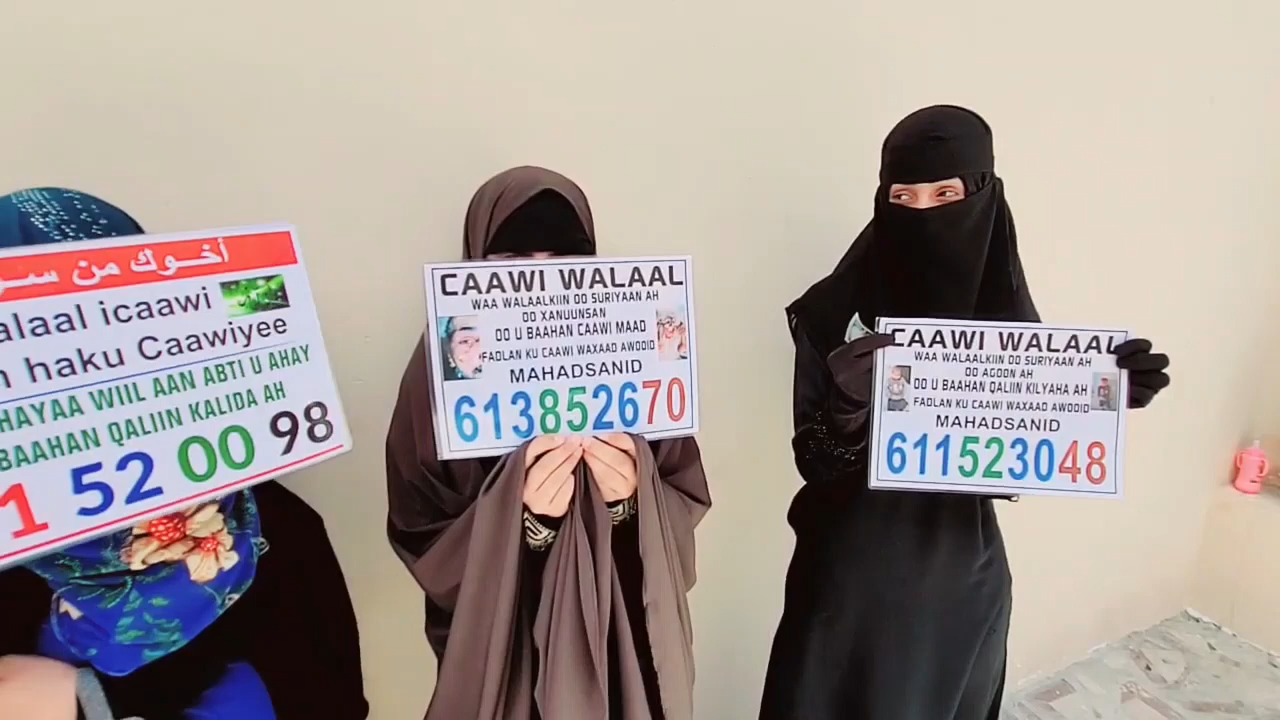 أخوك من سو
alaal icaawi
haku Caawiyee
HAYAA WIIL AAN ABTI U AHAY
BAAHAN QALIIN KALIDA AH
1 52 00 98
CAAWI WALAAL
WAA WALAALKIIN OO SURIYAAN AH
OO XANUUNSAN
OO U BAAHAN CAAWI MAAD
FADLAN KU CAAWI WAXAAD AWOOID
MAHADSANID
613852670
CAAWI WALAAL
WAA WALAALKIIN OO SURIYAAN AH
OO AGOON AH
OO U BAAHAN QALIIN KILYAHA AH
FADLAN KU CAAWI WAXAAD AWOOID
MAHADSANID
611523048